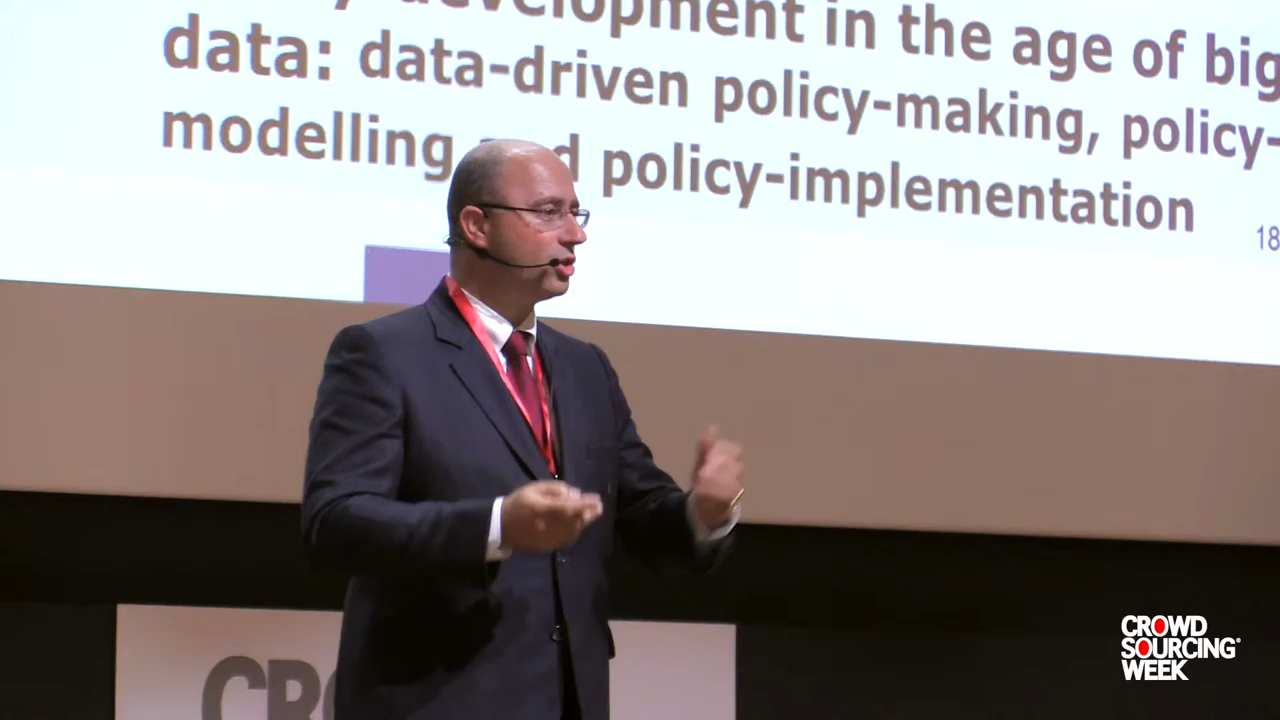 development in the age of big
data: data-driven policy-making, policy-
modelling and policy-implementation
18
CROWD
SOURCING
WEEK